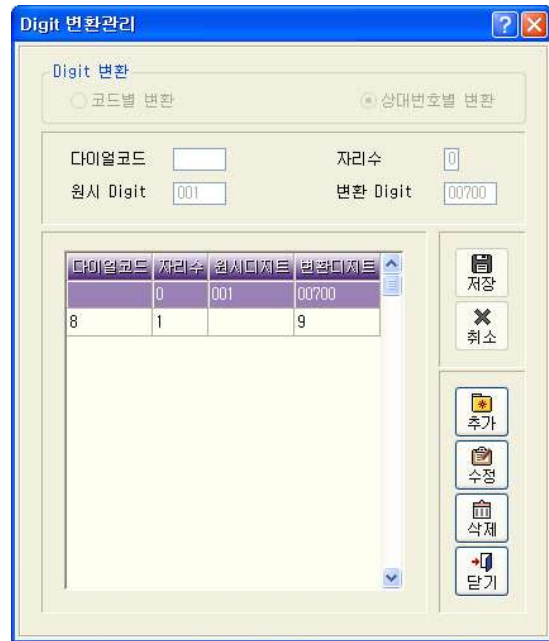 Digit 변환관리
Digit 변환
코드별 변환 상대번호별 변환
다이얼코드 자리수 0
원시 Digit 001 변환 Digit 00700
다이얼코드 자리수 원시디지트 변환디지트
0 001 00700
8 1 9
저장
취소
추가
수정
삭제
닫기